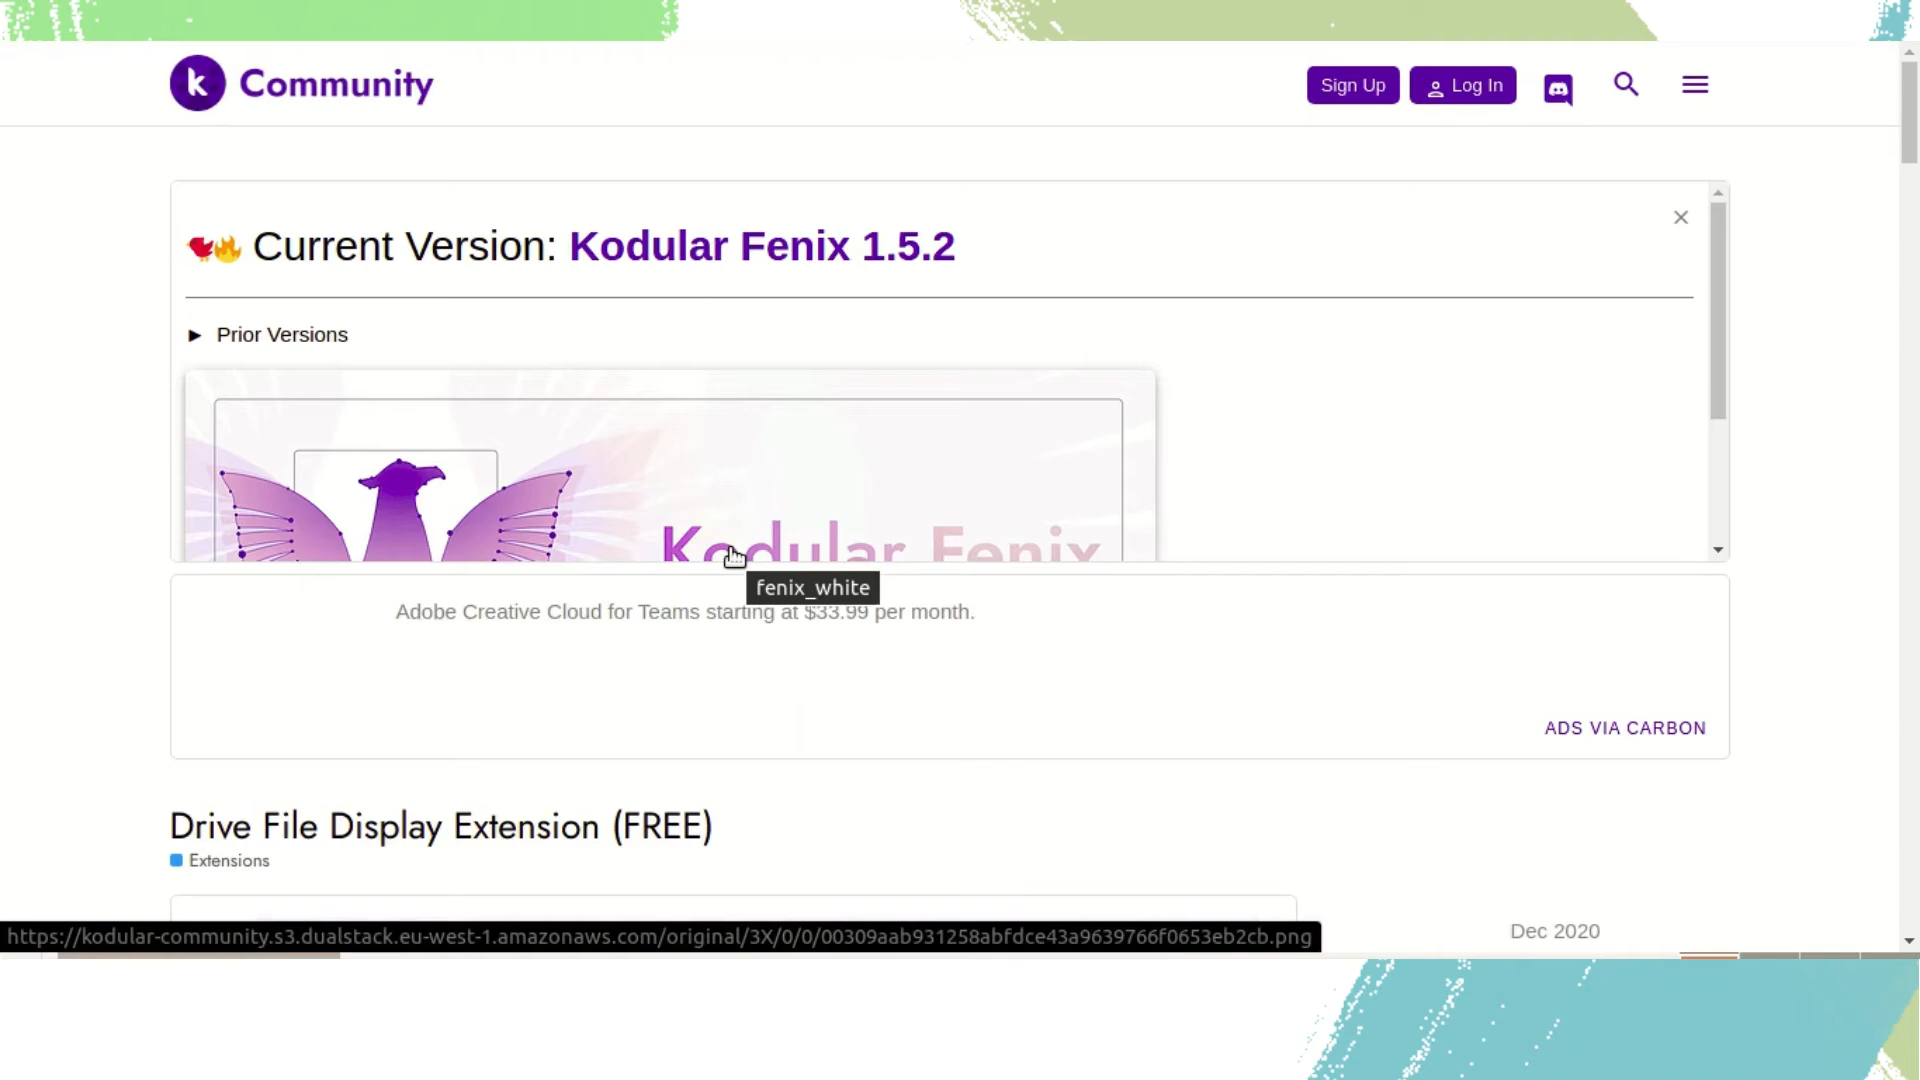 k Community
Sign Up
Log In
Current Version: Kodular Fenix 1.5.2
► Prior Versions
Kodular Fenix
fenix_white
Adobe Creative Cloud for Teams starting at $33.99 per month.
ADS VIA CARBON
Drive File Display Extension (FREE)
Extensions
https://kodular-community.s3.dualstack.eu-west-1.amazonaws.com/original/3X/0/0/00309aab931258abfdce43a9639766f0653eb2cb.png
Dec 2020